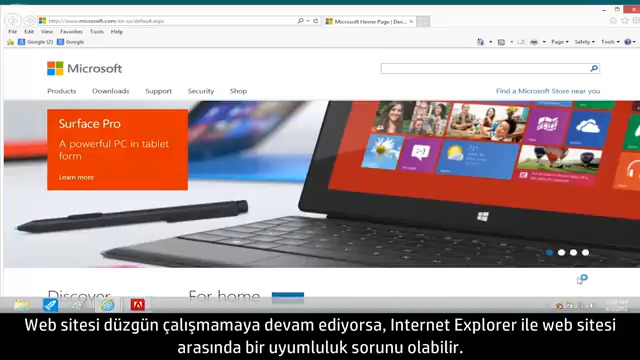 http://www.microsoft.com/en-us/default.aspx
Microsoft Home Page | Dev...
File Edit View Favorites Tools Help
Google (2) Google
Page Safety Tools
Microsoft
Find a Microsoft Store near you
Products Downloads Support Security Shop
Surface Pro
A powerful PC in tablet
form
Learn more
Discover For home
Web sitesi düzgün çalışmamaya devam ediyorsa, Internet Explorer ile web sitesi
arasında bir uyumluluk sorunu olabilir.